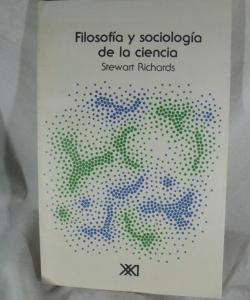 Filosofía y sociología
de la ciencia
Stewart Richards